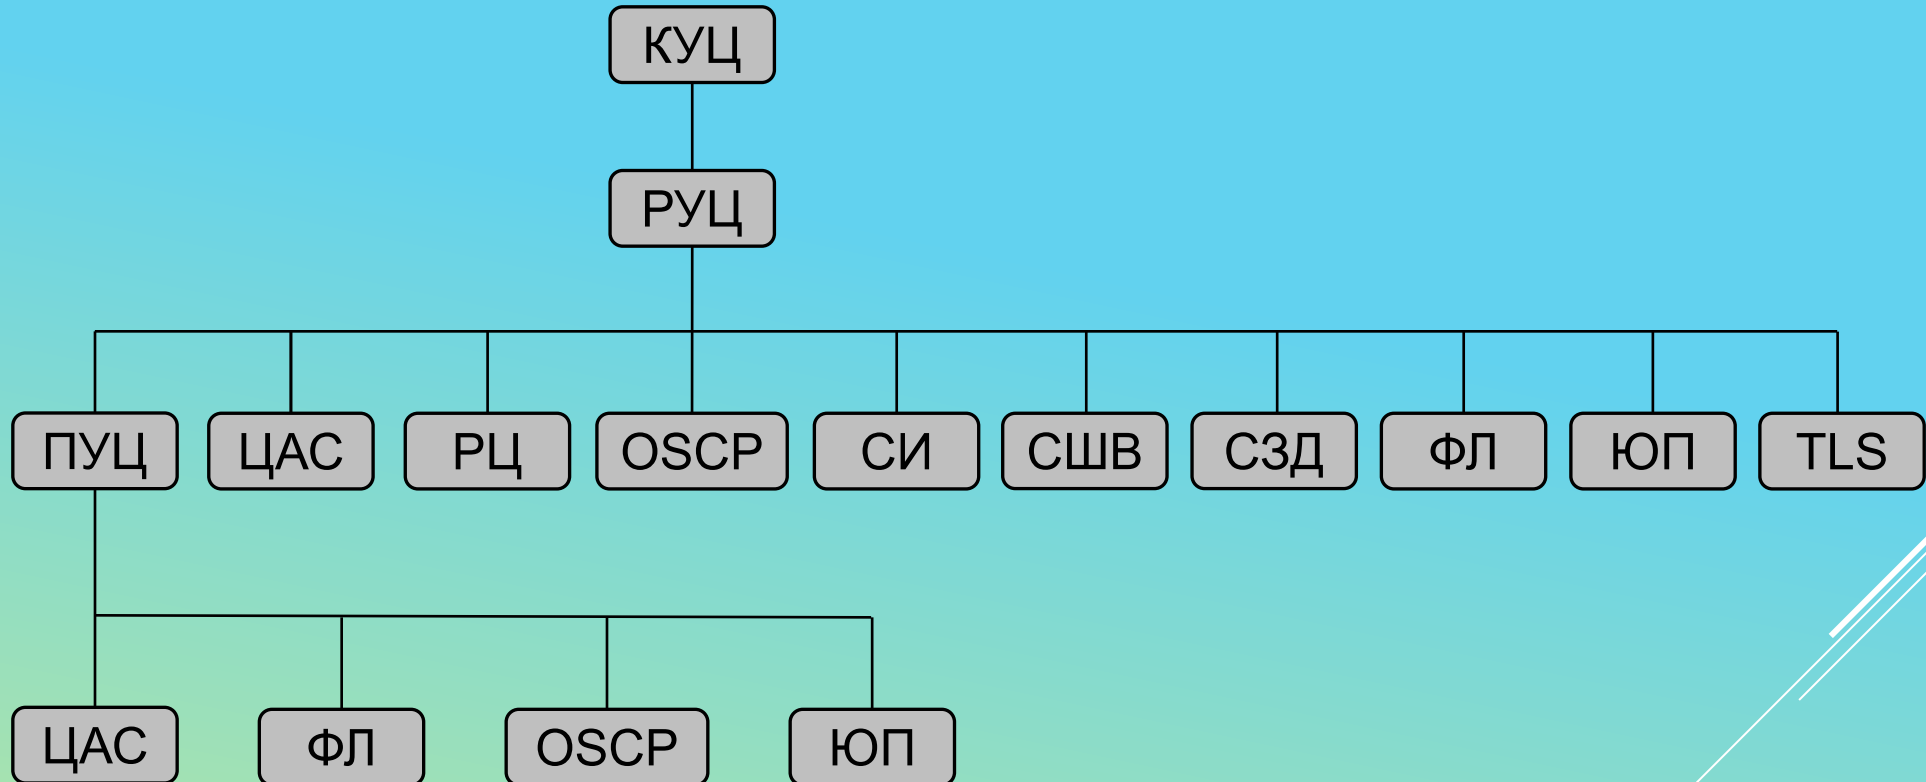 КУЦ
РУЦ
ПУЦ ЦАС РЦ OSCP СИ СШВ СЗД ФЛ ЮП TLS
ЦАС ФЛ OSCP ЮП